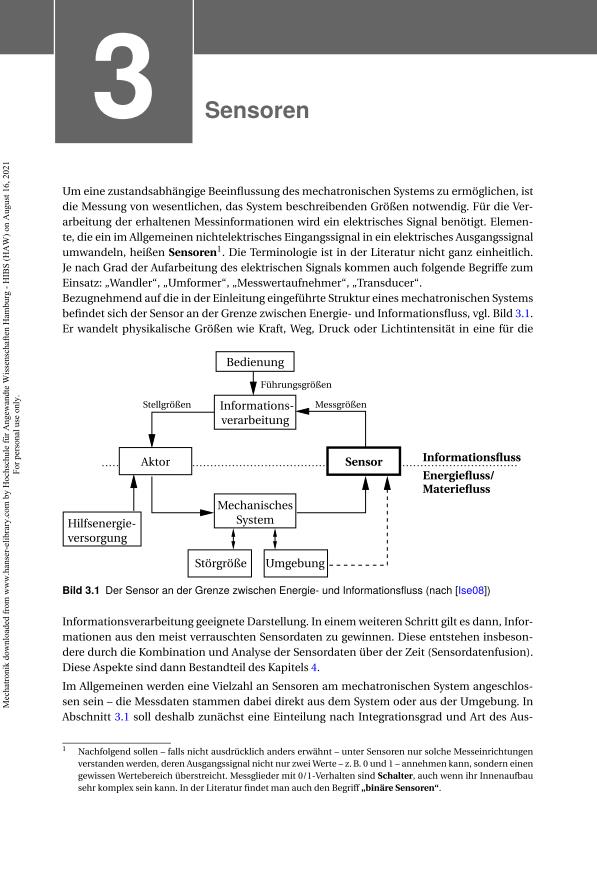 3
Sensoren
Um eine zustandsabhängige Beeinflussung des mechatronischen Systems zu ermöglichen, ist
die Messung von wesentlichen, das System beschreibenden Größen notwendig. Für die Ver-
arbeitung der erhaltenen Messinformationen wird ein elektrisches Signal benötigt. Elemen-
te, die ein im Allgemeinen nichtelektrisches Eingangssignal in ein elektrisches Ausgangssignal
umwandeln, heißen Sensoren¹. Die Terminologie ist in der Literatur nicht ganz einheitlich.
Je nach Grad der Aufarbeitung des elektrischen Signals kommen auch folgende Begriffe zum
Einsatz: „Wandler“, „Umformer“, „Messwertaufnehmer“, „Transducer“.
Bezugnehmend auf die in der Einleitung eingeführte Struktur eines mechatronischen Systems
befindet sich der Sensor an der Grenze zwischen Energie- und Informationsfluss, vgl. Bild 3.1.
Er wandelt physikalische Größen wie Kraft, Weg, Druck oder Lichtintensität in eine für die
Bedienung
Führungsgrößen
Stellgrößen
Informations-
verarbeitung
Messgrößen
Aktor
Sensor
Informationsfluss
Energiefluss/
Materiefluss
Mechanisches
System
Hilfsenergie-
versorgung
Störgröße
Umgebung
Bild 3.1 Der Sensor an der Grenze zwischen Energie- und Informationsfluss (nach [Ise08])
Informationsverarbeitung geeignete Darstellung. In einem weiteren Schritt gilt es dann, Infor-
mationen aus den meist verrauschten Sensordaten zu gewinnen. Diese entstehen insbeson-
dere durch die Kombination und Analyse der Sensordaten über der Zeit (Sensordatenfusion).
Diese Aspekte sind dann Bestandteil des Kapitels 4.
Im Allgemeinen werden eine Vielzahl an Sensoren am mechatronischen System angeschlos-
sen sein – die Messdaten stammen dabei direkt aus dem System oder aus der Umgebung. In
Abschnitt 3.1 soll deshalb zunächst eine Einteilung nach Integrationsgrad und Art des Aus-
¹ Nachfolgend sollen – falls nicht ausdrücklich anders erwähnt – unter Sensoren nur solche Messeinrichtungen
verstanden werden, deren Ausgangssignal nicht nur zwei Werte – z. B. 0 und 1 – annehmen kann, sondern einen
gewissen Wertebereich überstreicht. Messglieder mit 0/1-Verhalten sind Schalter, auch wenn ihr Innenaufbau
sehr komplex sein kann. In der Literatur findet man auch den Begriff „binäre Sensoren“.
Mechatronik downloaded from www.hanser-elibrary.com by Hochschule für Angewandte Wissenschaften Hamburg - HIBS (HAW) on August 16, 2021
For personal use only.